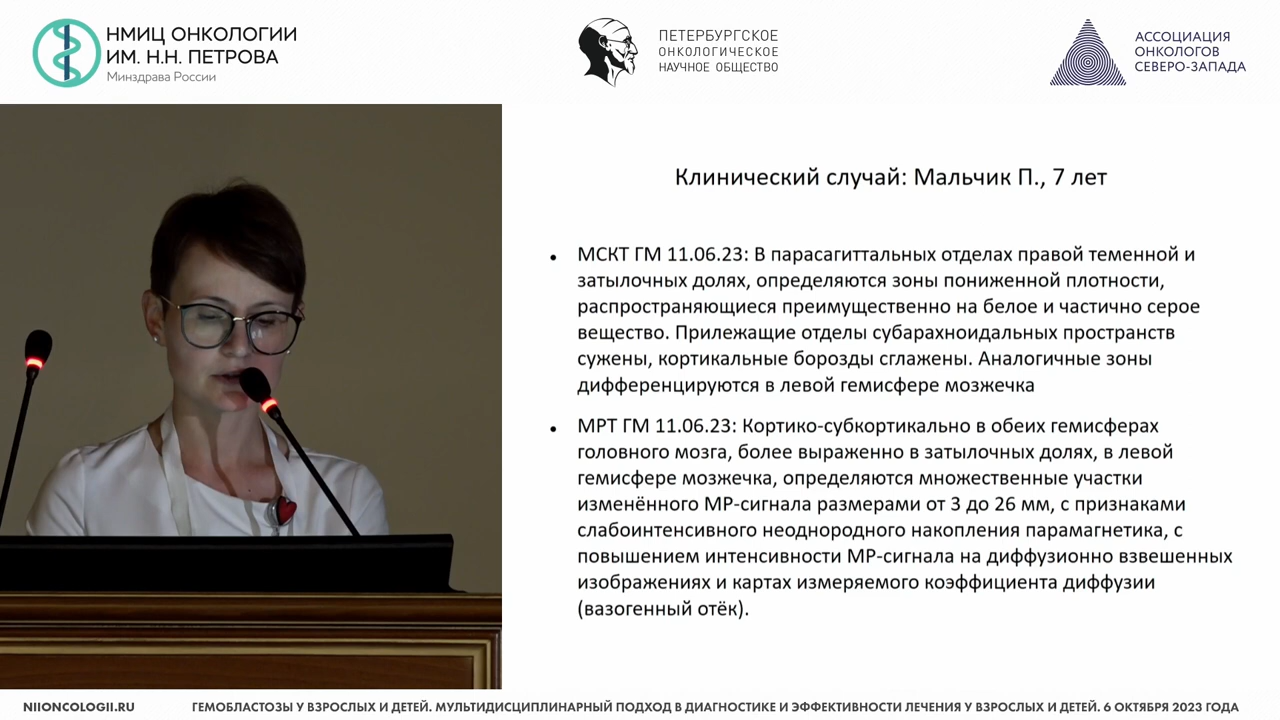 НМИЦ ОНКОЛОГИИ
ИМ. Н.Н. ПЕТРОВА
Минздрава России
ПЕТЕРБУРГСКОЕ
ОНКОЛОГИЧЕСКОЕ
НАУЧНОЕ ОБЩЕСТВО
АССОЦИАЦИЯ
ОНКОЛОГОВ
СЕВЕРО-ЗАПАДА
Клинический случай: Мальчик П., 7 лет
• МСКТ ГМ 11.06.23: В парасагиттальных отделах правой теменной и
затылочных долях, определяются зоны пониженной плотности,
распространяющиеся преимущественно на белое и частично серое
вещество. Прилежащие отделы субарахноидальных пространств
сужены, кортикальные борозды сглажены. Аналогичные зоны
дифференцируются в левой гемисфере мозжечка
• МРТ ГМ 11.06.23: Кортико-субкортикально в обеих гемисферах
головного мозга, более выраженно в затылочных долях, в левой
гемисфере мозжечка, определяются множественные участки
изменённого МР-сигнала размерами от 3 до 26 мм, с признаками
слабоинтенсивного неоднородного накопления парамагнетика, с
повышением интенсивности МР-сигнала на диффузионно взвешенных
изображениях и картах измеряемого коэффициента диффузии
(вазогенный отёк).
NIIONCOLOGII.RU
ГЕМОБЛАСТОЗЫ У ВЗРОСЛЫХ И ДЕТЕЙ. МУЛЬТИДИСЦИПЛИНАРНЫЙ ПОДХОД В ДИАГНОСТИКЕ И ЭФФЕКТИВНОСТИ ЛЕЧЕНИЯ У ВЗРОСЛЫХ И ДЕТЕЙ. 6 ОКТЯБРЯ 2023 ГОДА